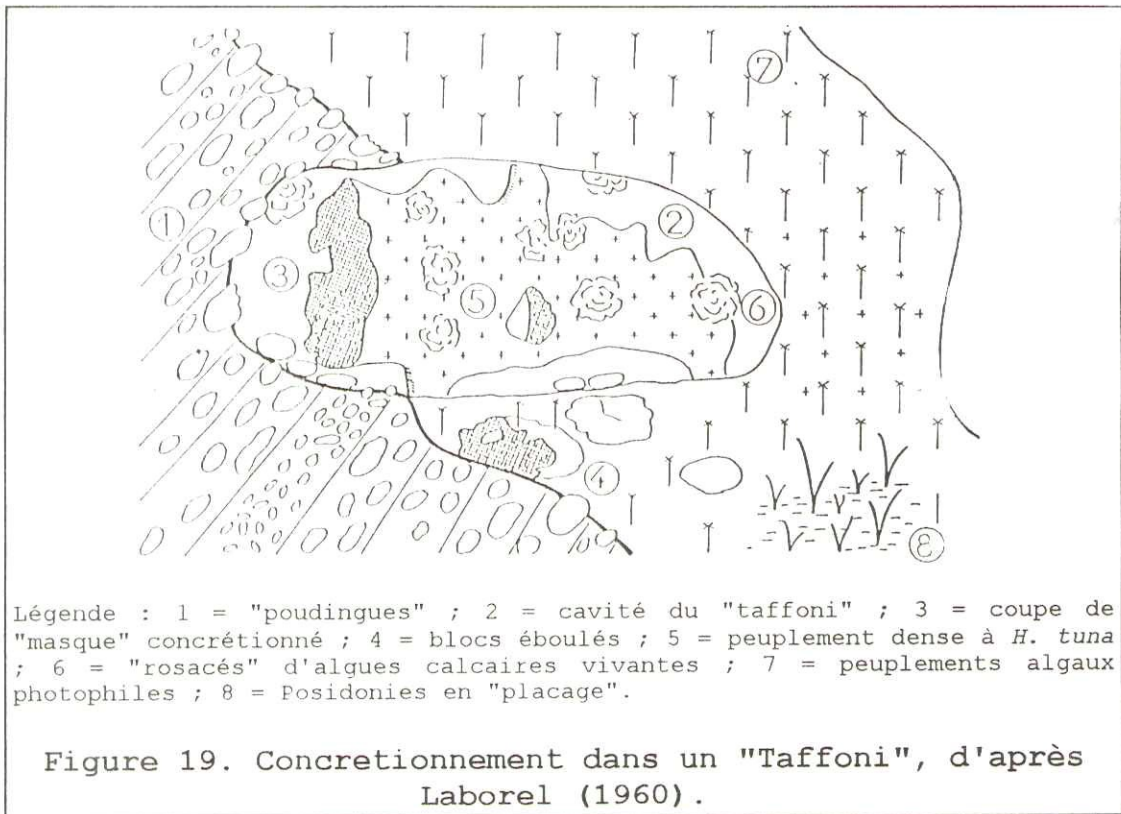 7
2
1
3
5
6
4
8
Légende : 1 = "poudingues" ; 2 = cavité du "taffoni" ; 3 = coupe de
"masque" concrétionné ; 4 = blocs éboulés ; 5 = peuplement dense à H. tuna
; 6 = "rosacés" d'algues calcaires vivantes ; 7 = peuplements algaux
photophiles ; 8 = Posidonies en "placage".
Figure 19. Concretionnement dans un "Taffoni", d'après
Laborel (1960).